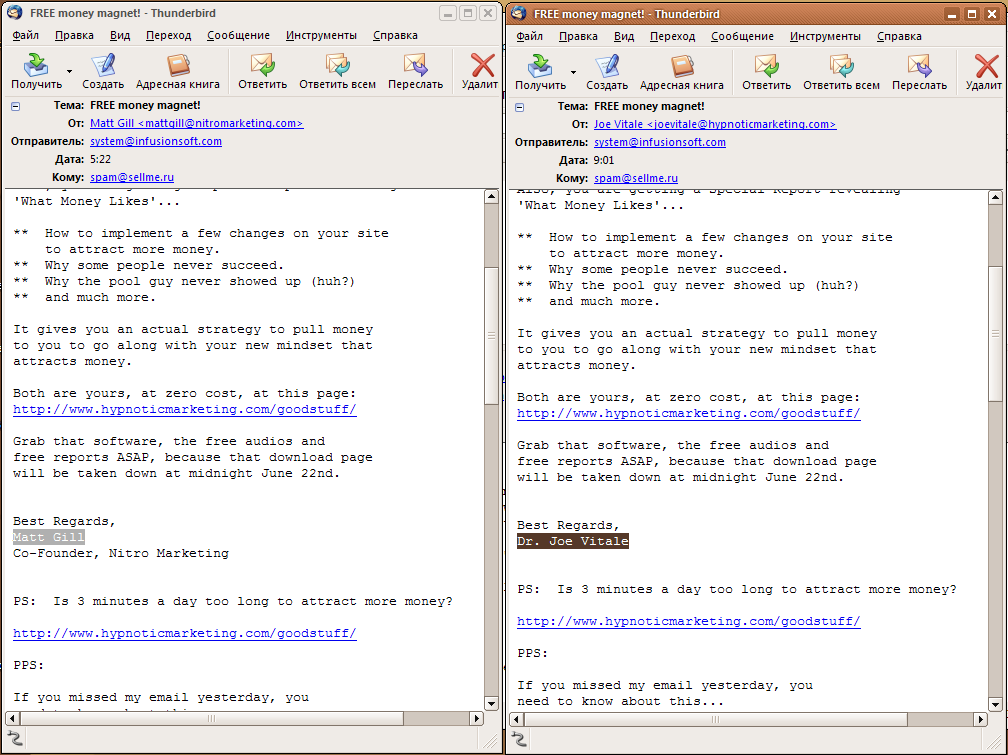 FREE money magnet! - Thunderbird
Файл Правка Вид Переход Сообщение Инструменты Справка
Получить Создать Адресная книга Ответить Ответить всем Переслать Удалит
Тема: FREE money magnet!
От: Matt Gill <mattgill@nitromarketing.com>
Отправитель: system@infusionsoft.com
Дата: 5:22
Кому: spam@sellme.ru
'What Money Likes'...
** How to implement a few changes on your site
to attract more money.
** Why some people never succeed.
** Why the pool guy never showed up (huh?)
** and much more.
It gives you an actual strategy to pull money
to you to go along with your new mindset that
attracts money.
Both are yours, at zero cost, at this page:
http://www.hypnoticmarketing.com/goodstuff/
Grab that software, the free audios and
free reports ASAP, because that download page
will be taken down at midnight June 22nd.
Best Regards,
Matt Gill
Co-Founder, Nitro Marketing
PS: Is 3 minutes a day too long to attract more money?
http://www.hypnoticmarketing.com/goodstuff/
PPS:
If you missed my email yesterday, you
FREE money magnet! - Thunderbird
Файл Правка Вид Переход Сообщение Инструменты Справка
Получить Создать Адресная книга Ответить Ответить всем Переслать Удалит
Тема: FREE money magnet!
От: Joe Vitale <joevitale@hypnoticmarketing.com>
Отправитель: system@infusionsoft.com
Дата: 9:01
Кому: spam@sellme.ru
Also, you are getting a Special Report revealing
'What Money Likes'...
** How to implement a few changes on your site
to attract more money.
** Why some people never succeed.
** Why the pool guy never showed up (huh?)
** and much more.
It gives you an actual strategy to pull money
to you to go along with your new mindset that
attracts money.
Both are yours, at zero cost, at this page:
http://www.hypnoticmarketing.com/goodstuff/
Grab that software, the free audios and
free reports ASAP, because that download page
will be taken down at midnight June 22nd.
Best Regards,
Dr. Joe Vitale
PS: Is 3 minutes a day too long to attract more money?
http://www.hypnoticmarketing.com/goodstuff/
PPS:
If you missed my email yesterday, you
need to know about this...